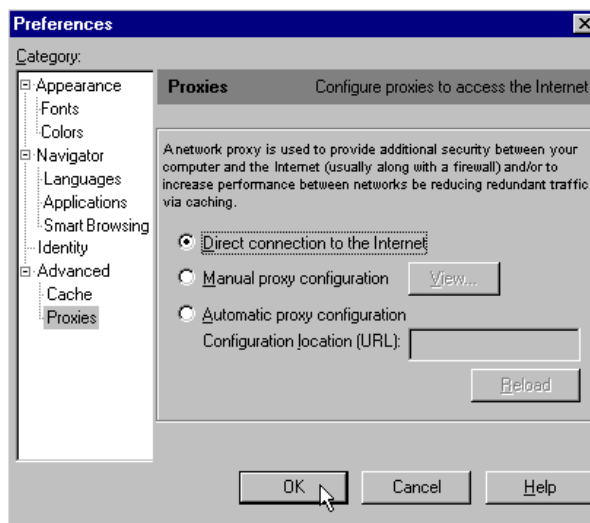 Preferences
Category:
Appearance
Fonts
Colors
Navigator
Languages
Applications
Smart Browsing
Identity
Advanced
Cache
Proxies
Proxies Configure proxies to access the Internet
A network proxy is used to provide additional security between your
computer and the Internet (usually along with a firewall) and/or to
increase performance between networks be reducing redundant traffic
via caching.
Direct connection to the Internet
Manual proxy configuration View...
Automatic proxy configuration
Configuration location (URL):
Reload
OK Cancel Help